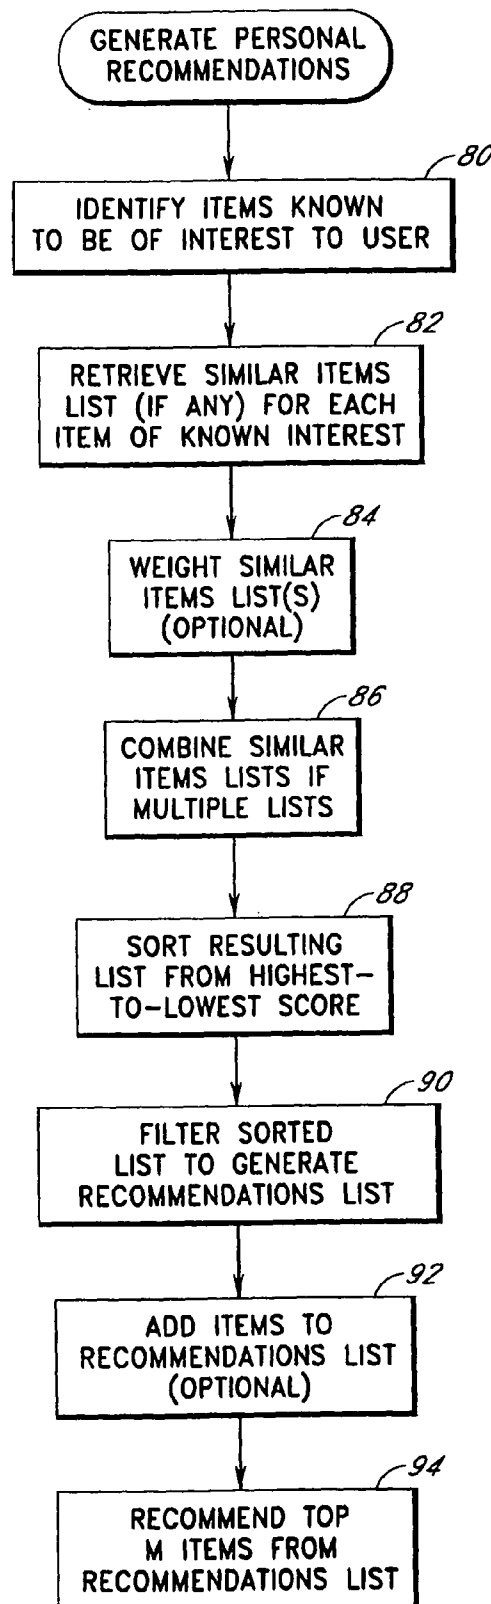 GENERATE PERSONAL
RECOMMENDATIONS
80
IDENTIFY ITEMS KNOWN
TO BE OF INTEREST TO USER
82
RETRIEVE SIMILAR ITEMS
LIST (IF ANY) FOR EACH
ITEM OF KNOWN INTEREST
84
WEIGHT SIMILAR
ITEMS LIST(S)
(OPTIONAL)
86
COMBINE SIMILAR
ITEMS LISTS IF
MULTIPLE LISTS
88
SORT RESULTING
LIST FROM HIGHEST-
TO-LOWEST SCORE
90
FILTER SORTED
LIST TO GENERATE
RECOMMENDATIONS LIST
92
ADD ITEMS TO
RECOMMENDATIONS LIST
(OPTIONAL)
94
RECOMMEND TOP
M ITEMS FROM
RECOMMENDATIONS LIST